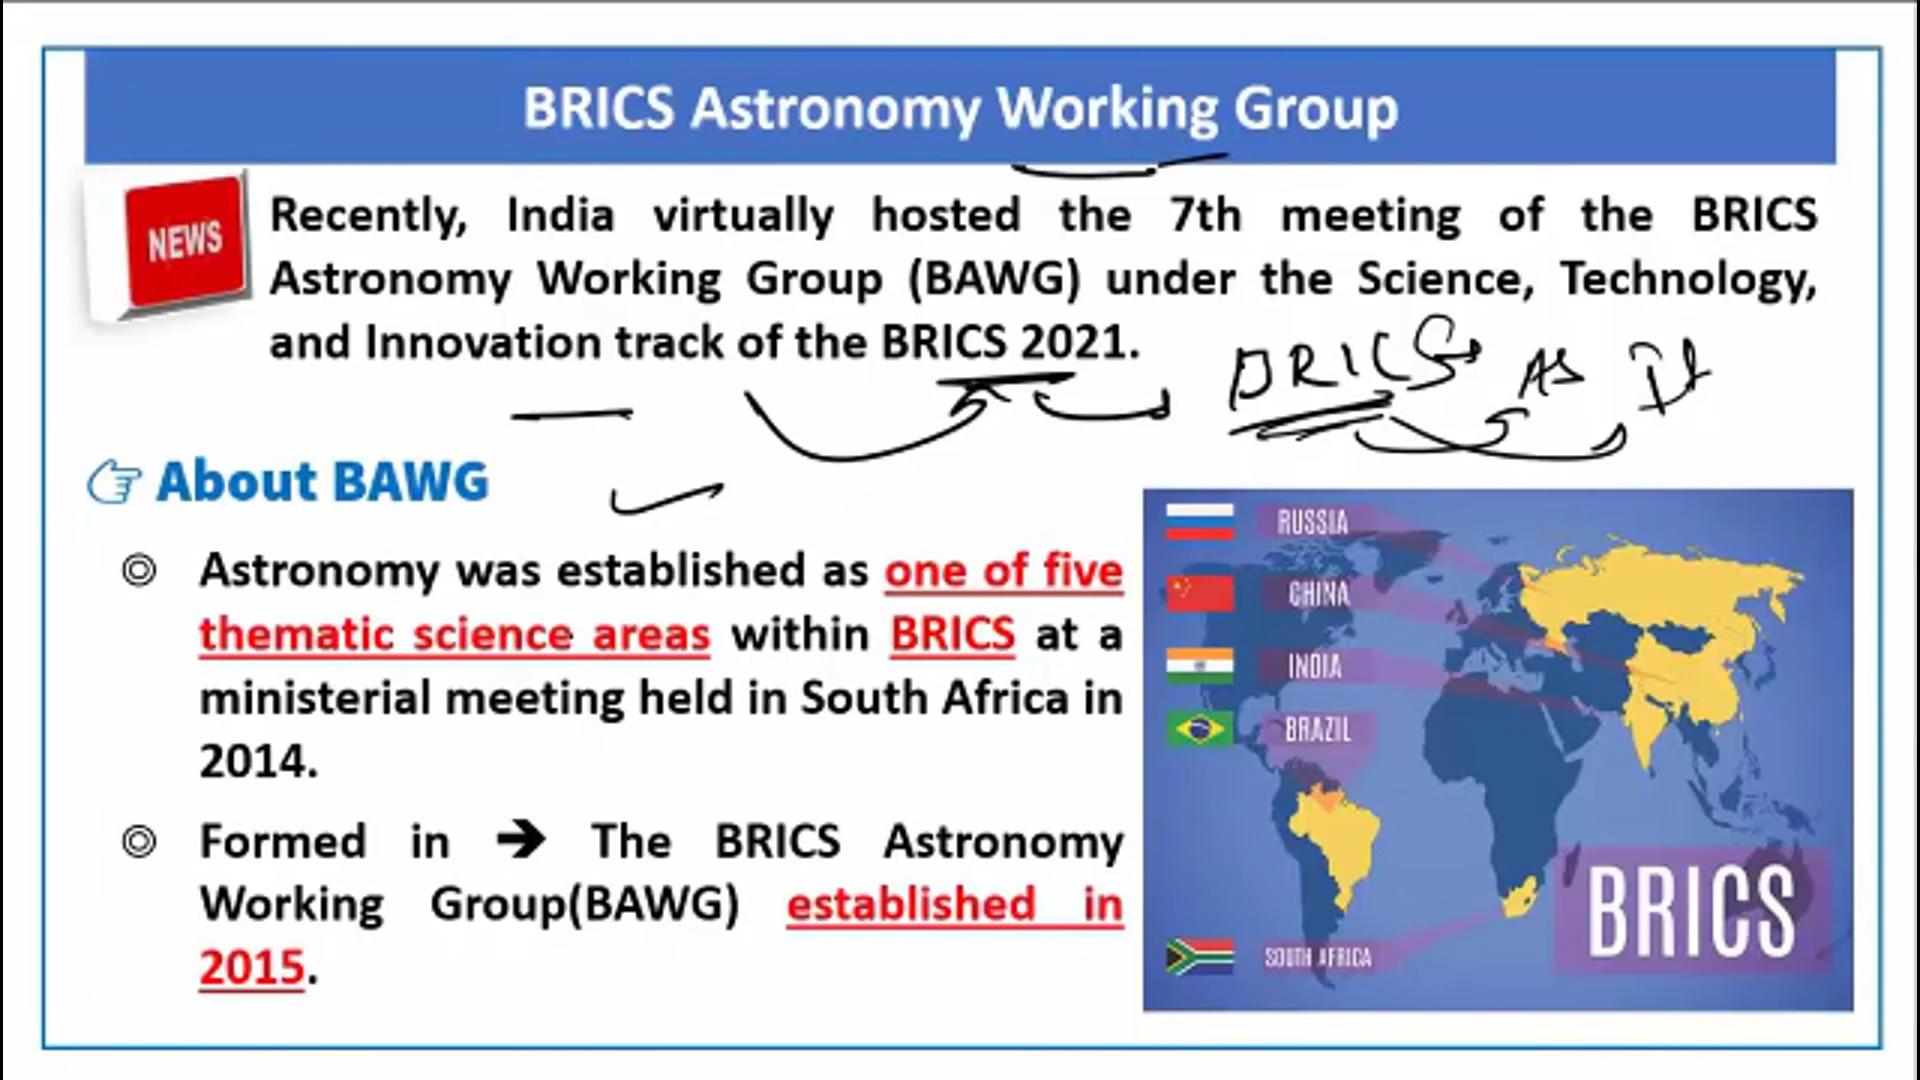 BRICS Astronomy Working Group
NEWS
Recently, India virtually hosted the 7th meeting of the BRICS
Astronomy Working Group (BAWG) under the Science, Technology,
and Innovation track of the BRICS 2021.
BRICS AS
About BAWG
Astronomy was established as one of five
thematic science areas within BRICS at a
ministerial meeting held in South Africa in
2014.
Formed in ➔ The BRICS Astronomy
Working Group(BAWG) established in
2015.
RUSSIA
CHINA
INDIA
BRAZIL
SOUTH AFRICA
BRICS